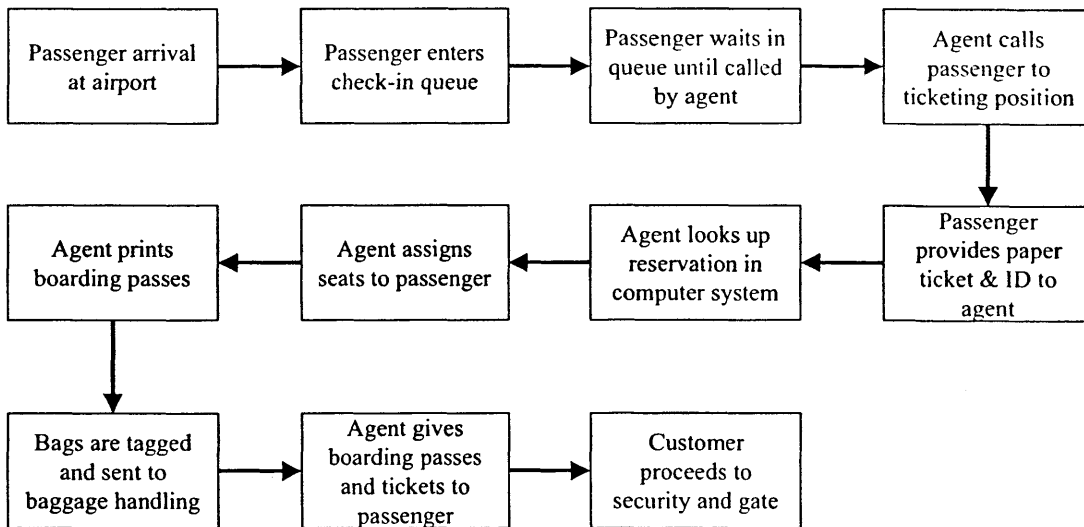 Passenger arrival
at airport
Passenger enters
check-in queue
Passenger waits in
queue until called
by agent
Agent calls
passenger to
ticketing position
Passenger
provides paper
ticket & ID to
agent
Agent looks up
reservation in
computer system
Agent assigns
seats to passenger
Agent prints
boarding passes
Bags are tagged
and sent to
baggage handling
Agent gives
boarding passes
and tickets to
passenger
Customer
proceeds to
security and gate